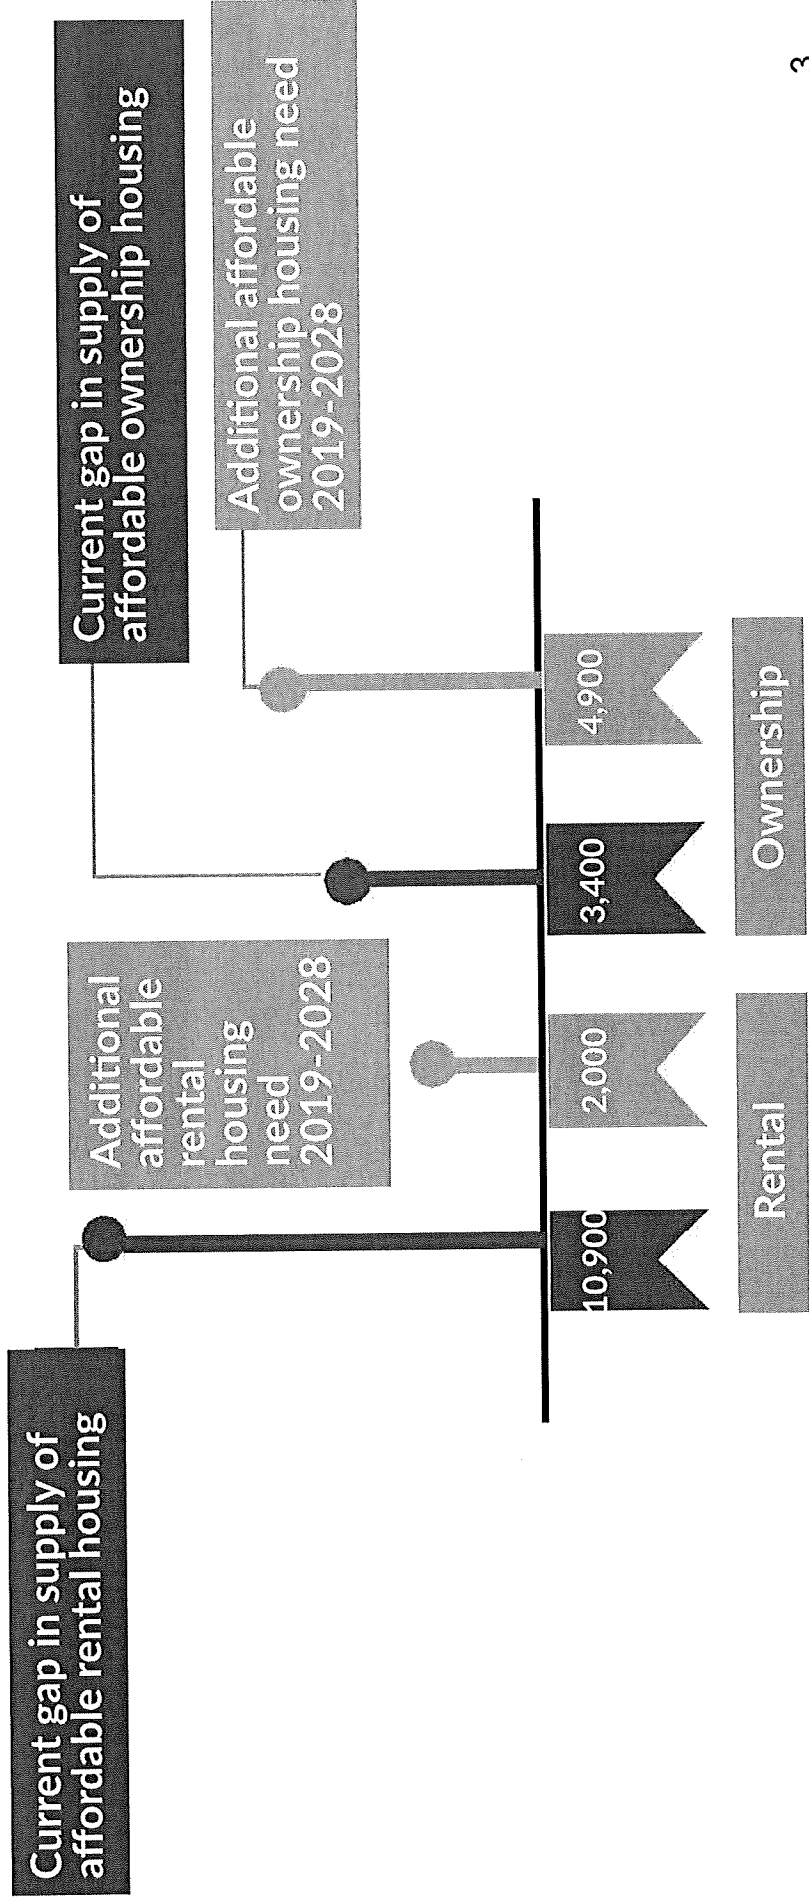 Current gap in supply of
affordable rental housing
Additional
affordable
rental
housing
need
2019-2028
Current gap in supply of
affordable ownership housing
Additional affordable
ownership housing need
2019-2028
10,900
2,000
3,400
4,900
Rental
Ownership
3